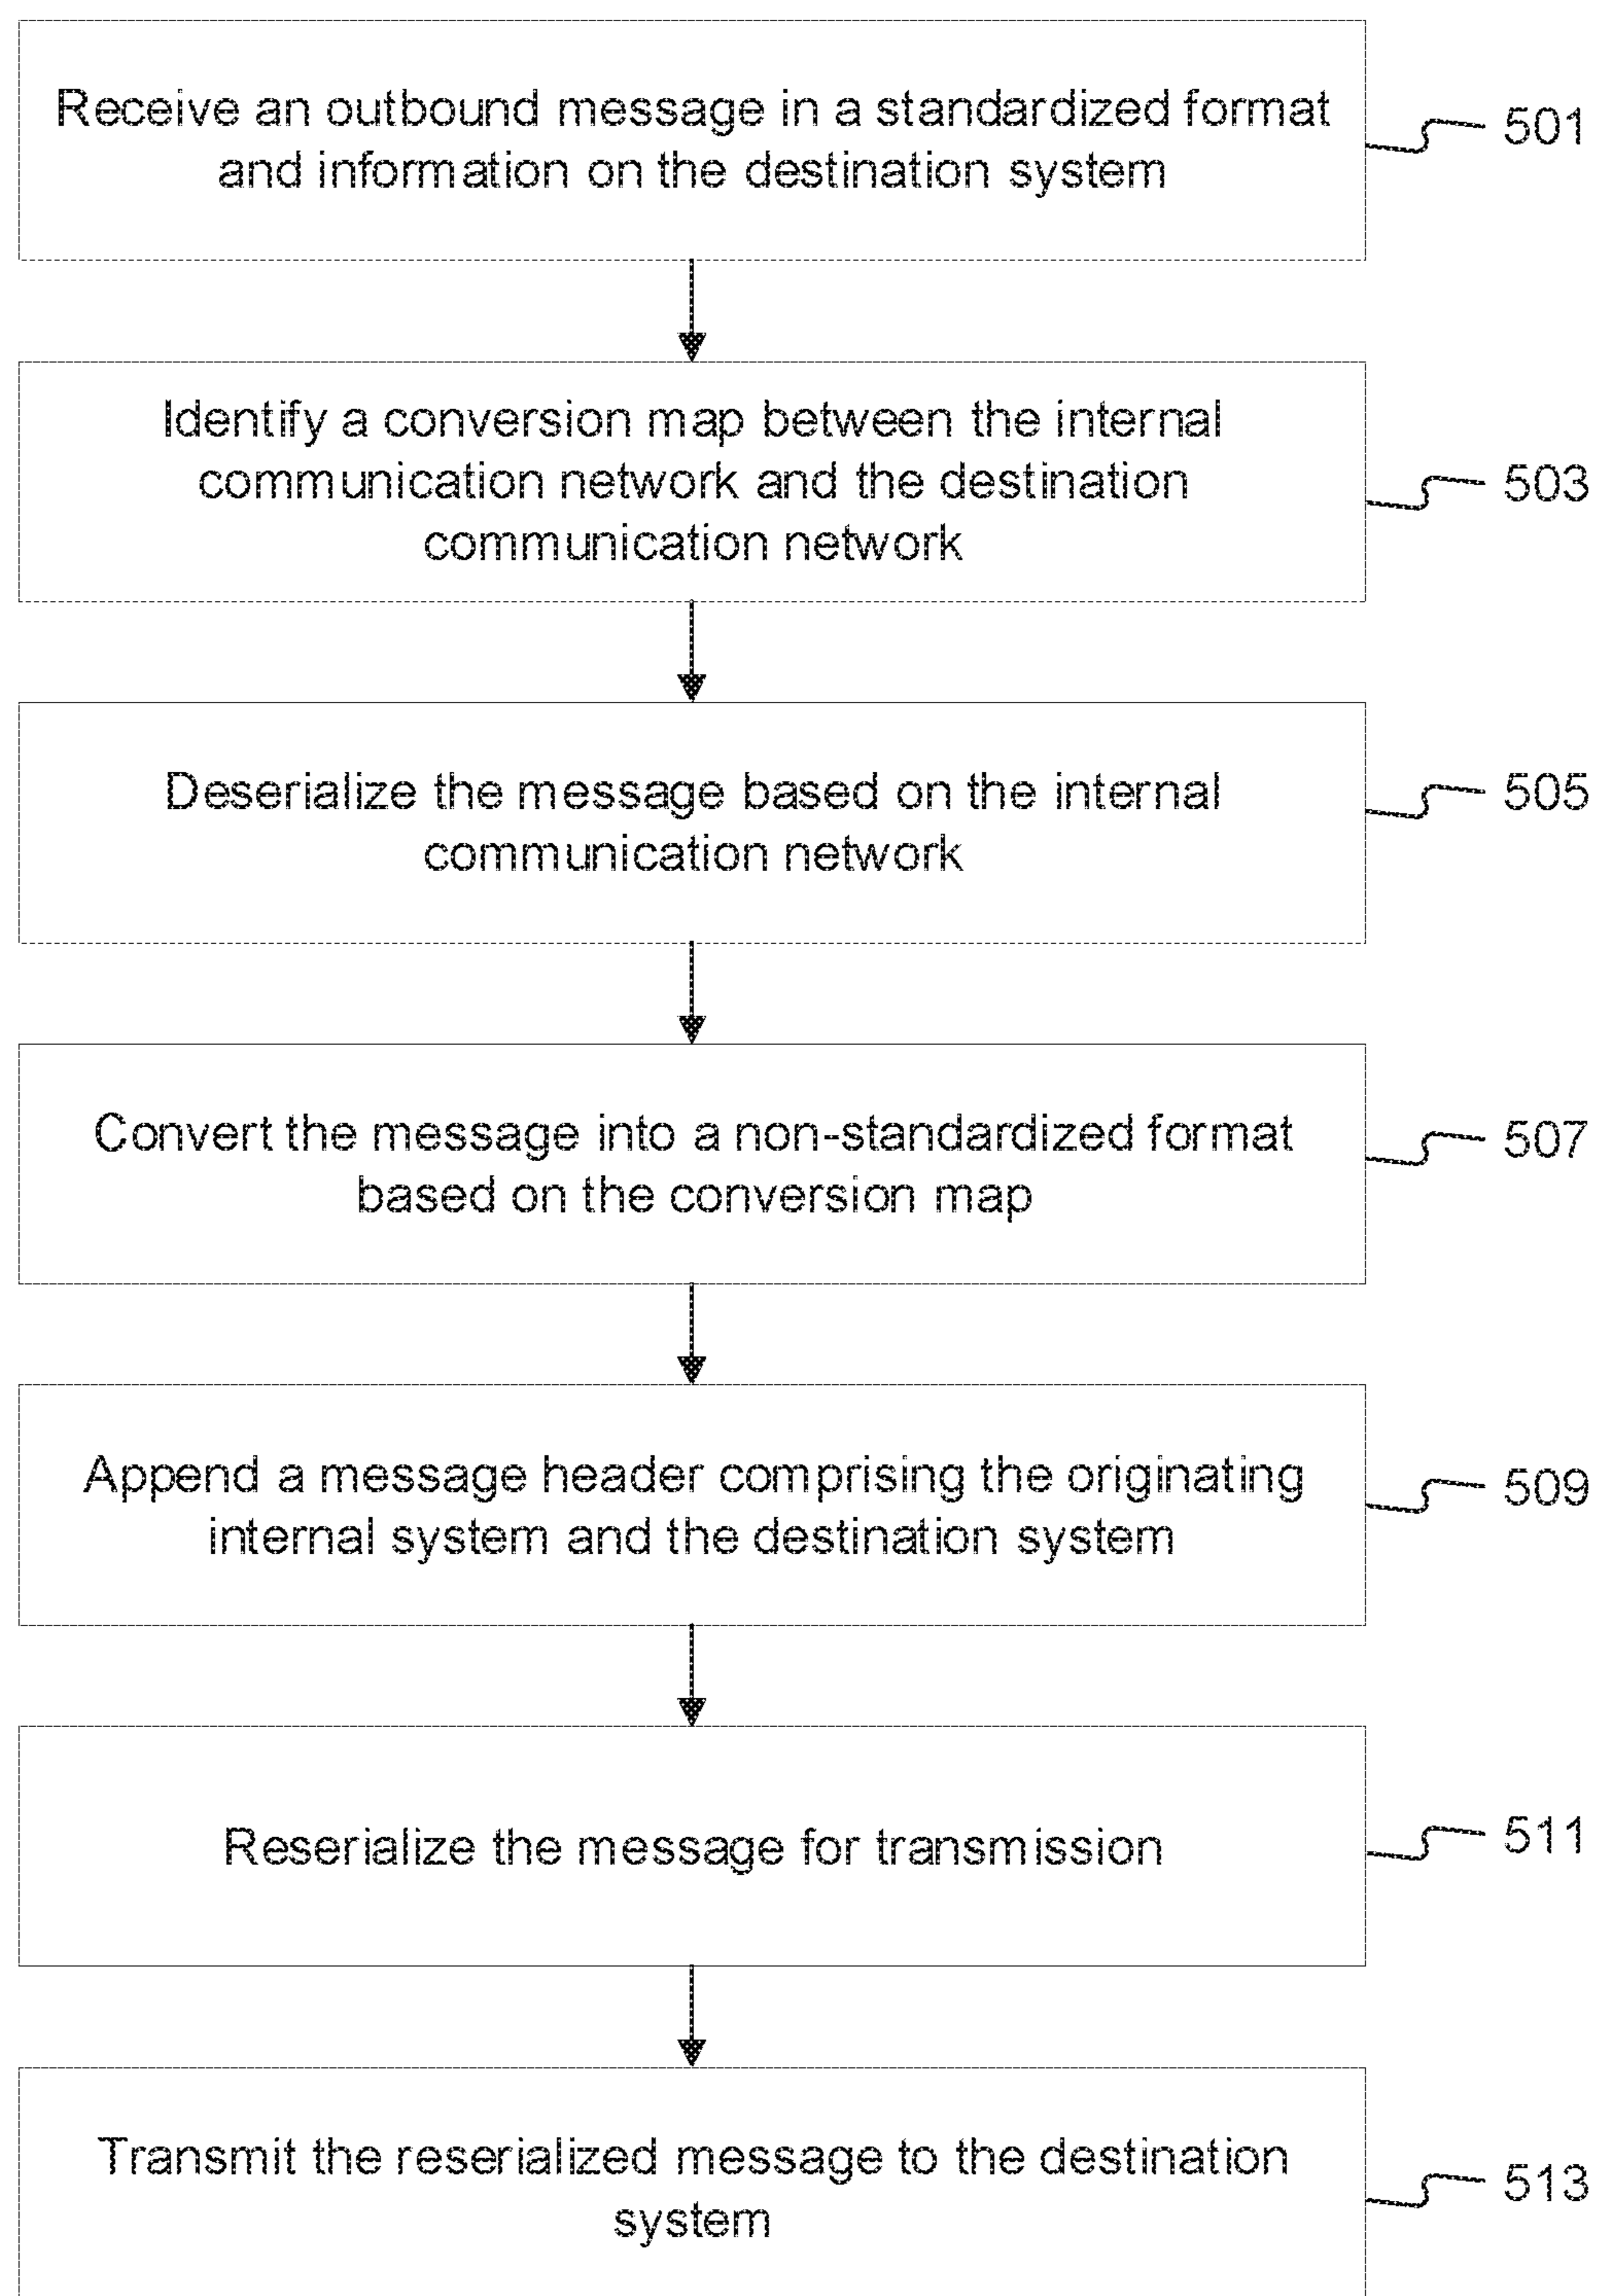 Receive an outbound message in a standardized format
and information on the destination system
501
Identify a conversion map between the internal
communication network and the destination
communication network
503
Deserialize the message based on the internal
communication network
505
Convert the message into a non-standardized format
based on the conversion map
507
Append a message header comprising the originating
internal system and the destination system
509
Reserialize the message for transmission
511
Transmit the reserialized message to the destination
system
513